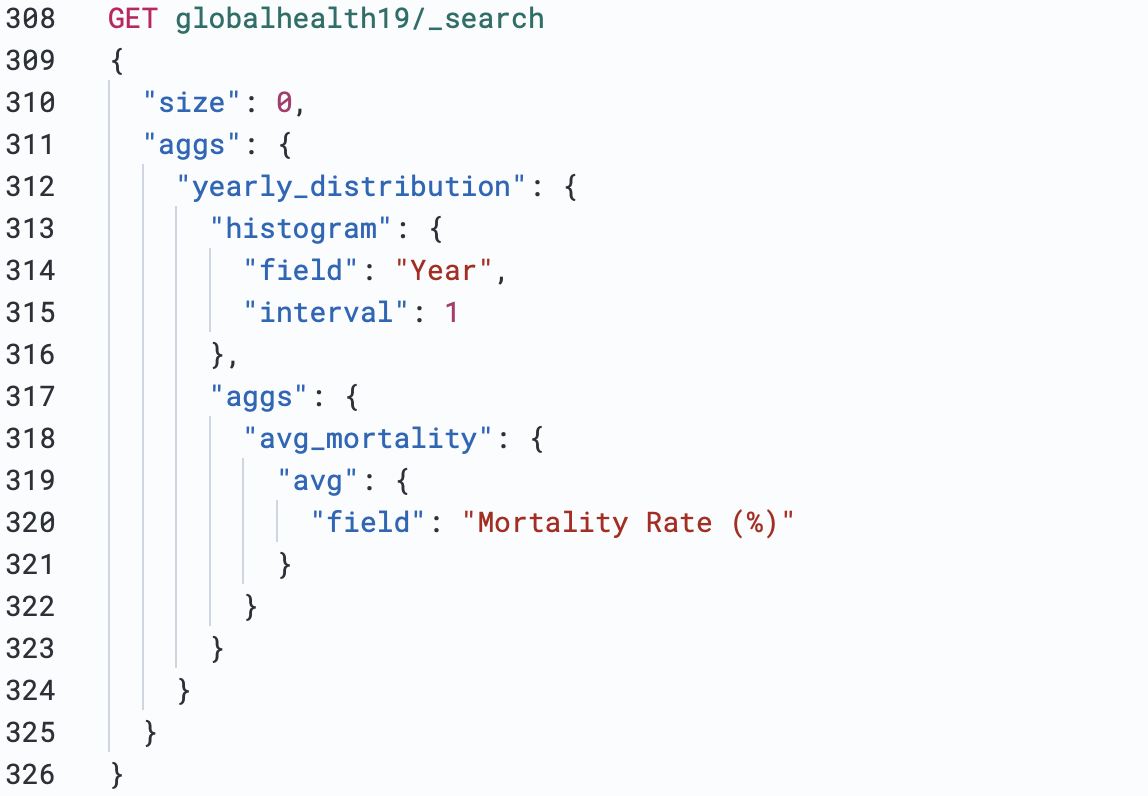 308 GET globalhealth19/_search
309 {
310 "size": 0,
311 "aggs": {
312 "yearly_distribution": {
313 "histogram": {
314 "field": "Year",
315 "interval": 1
316 },
317 "aggs": {
318 "avg_mortality": {
319 "avg": {
320 "field": "Mortality Rate (%)"
321 }
322 }
323 }
324 }
325 }
326 }